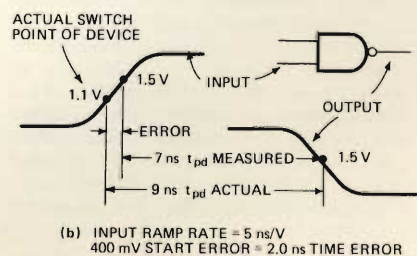 ACTUAL SWITCH
POINT OF DEVICE
1.1 V
1.5 V
INPUT
OUTPUT
ERROR
7 ns tpd MEASURED
1.5 V
9 ns tpd ACTUAL
(b) INPUT RAMP RATE = 5 ns/V
400 mV START ERROR = 2.0 ns TIME ERROR